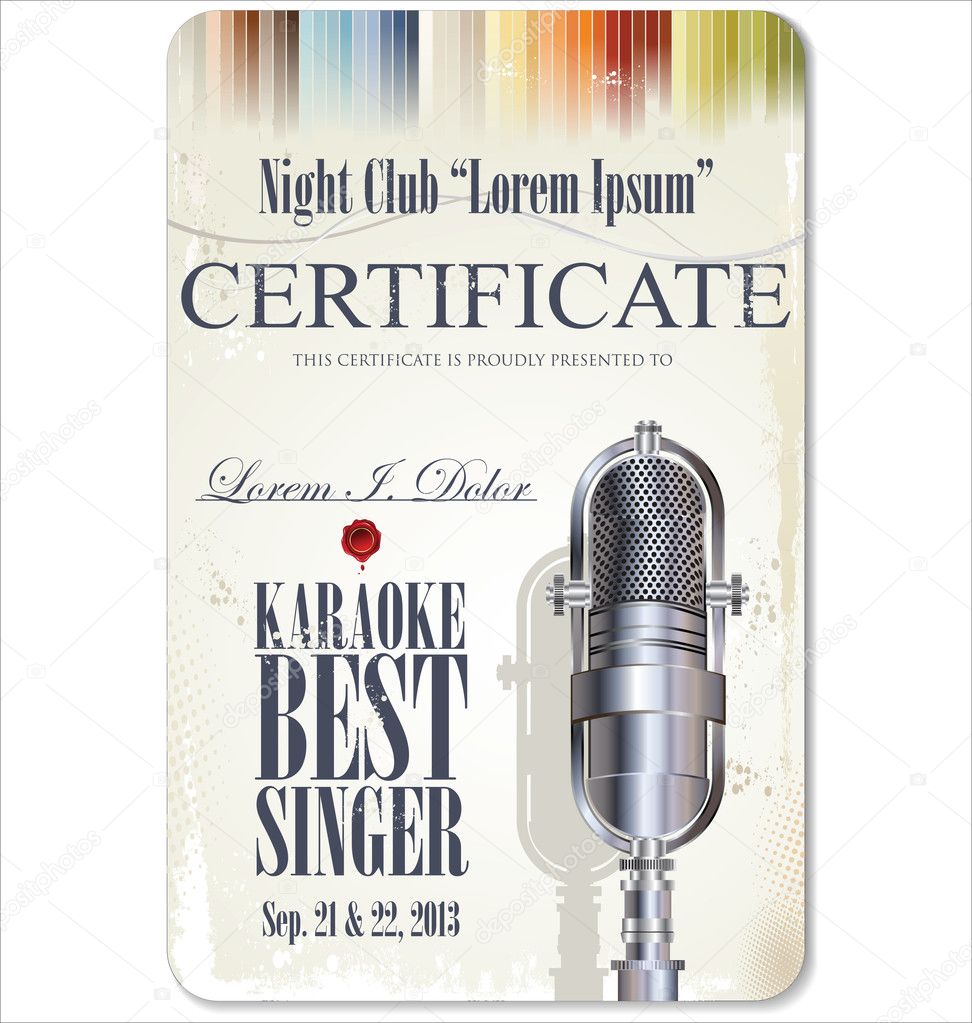 Night Club “Lorem Ipsum”
CERTIFICATE
THIS CERTIFICATE IS PROUDLY PRESENTED TO
Lorem I. Dolor
KARAOKE
BEST
SINGER
Sep. 21 & 22, 2013
depositphotos